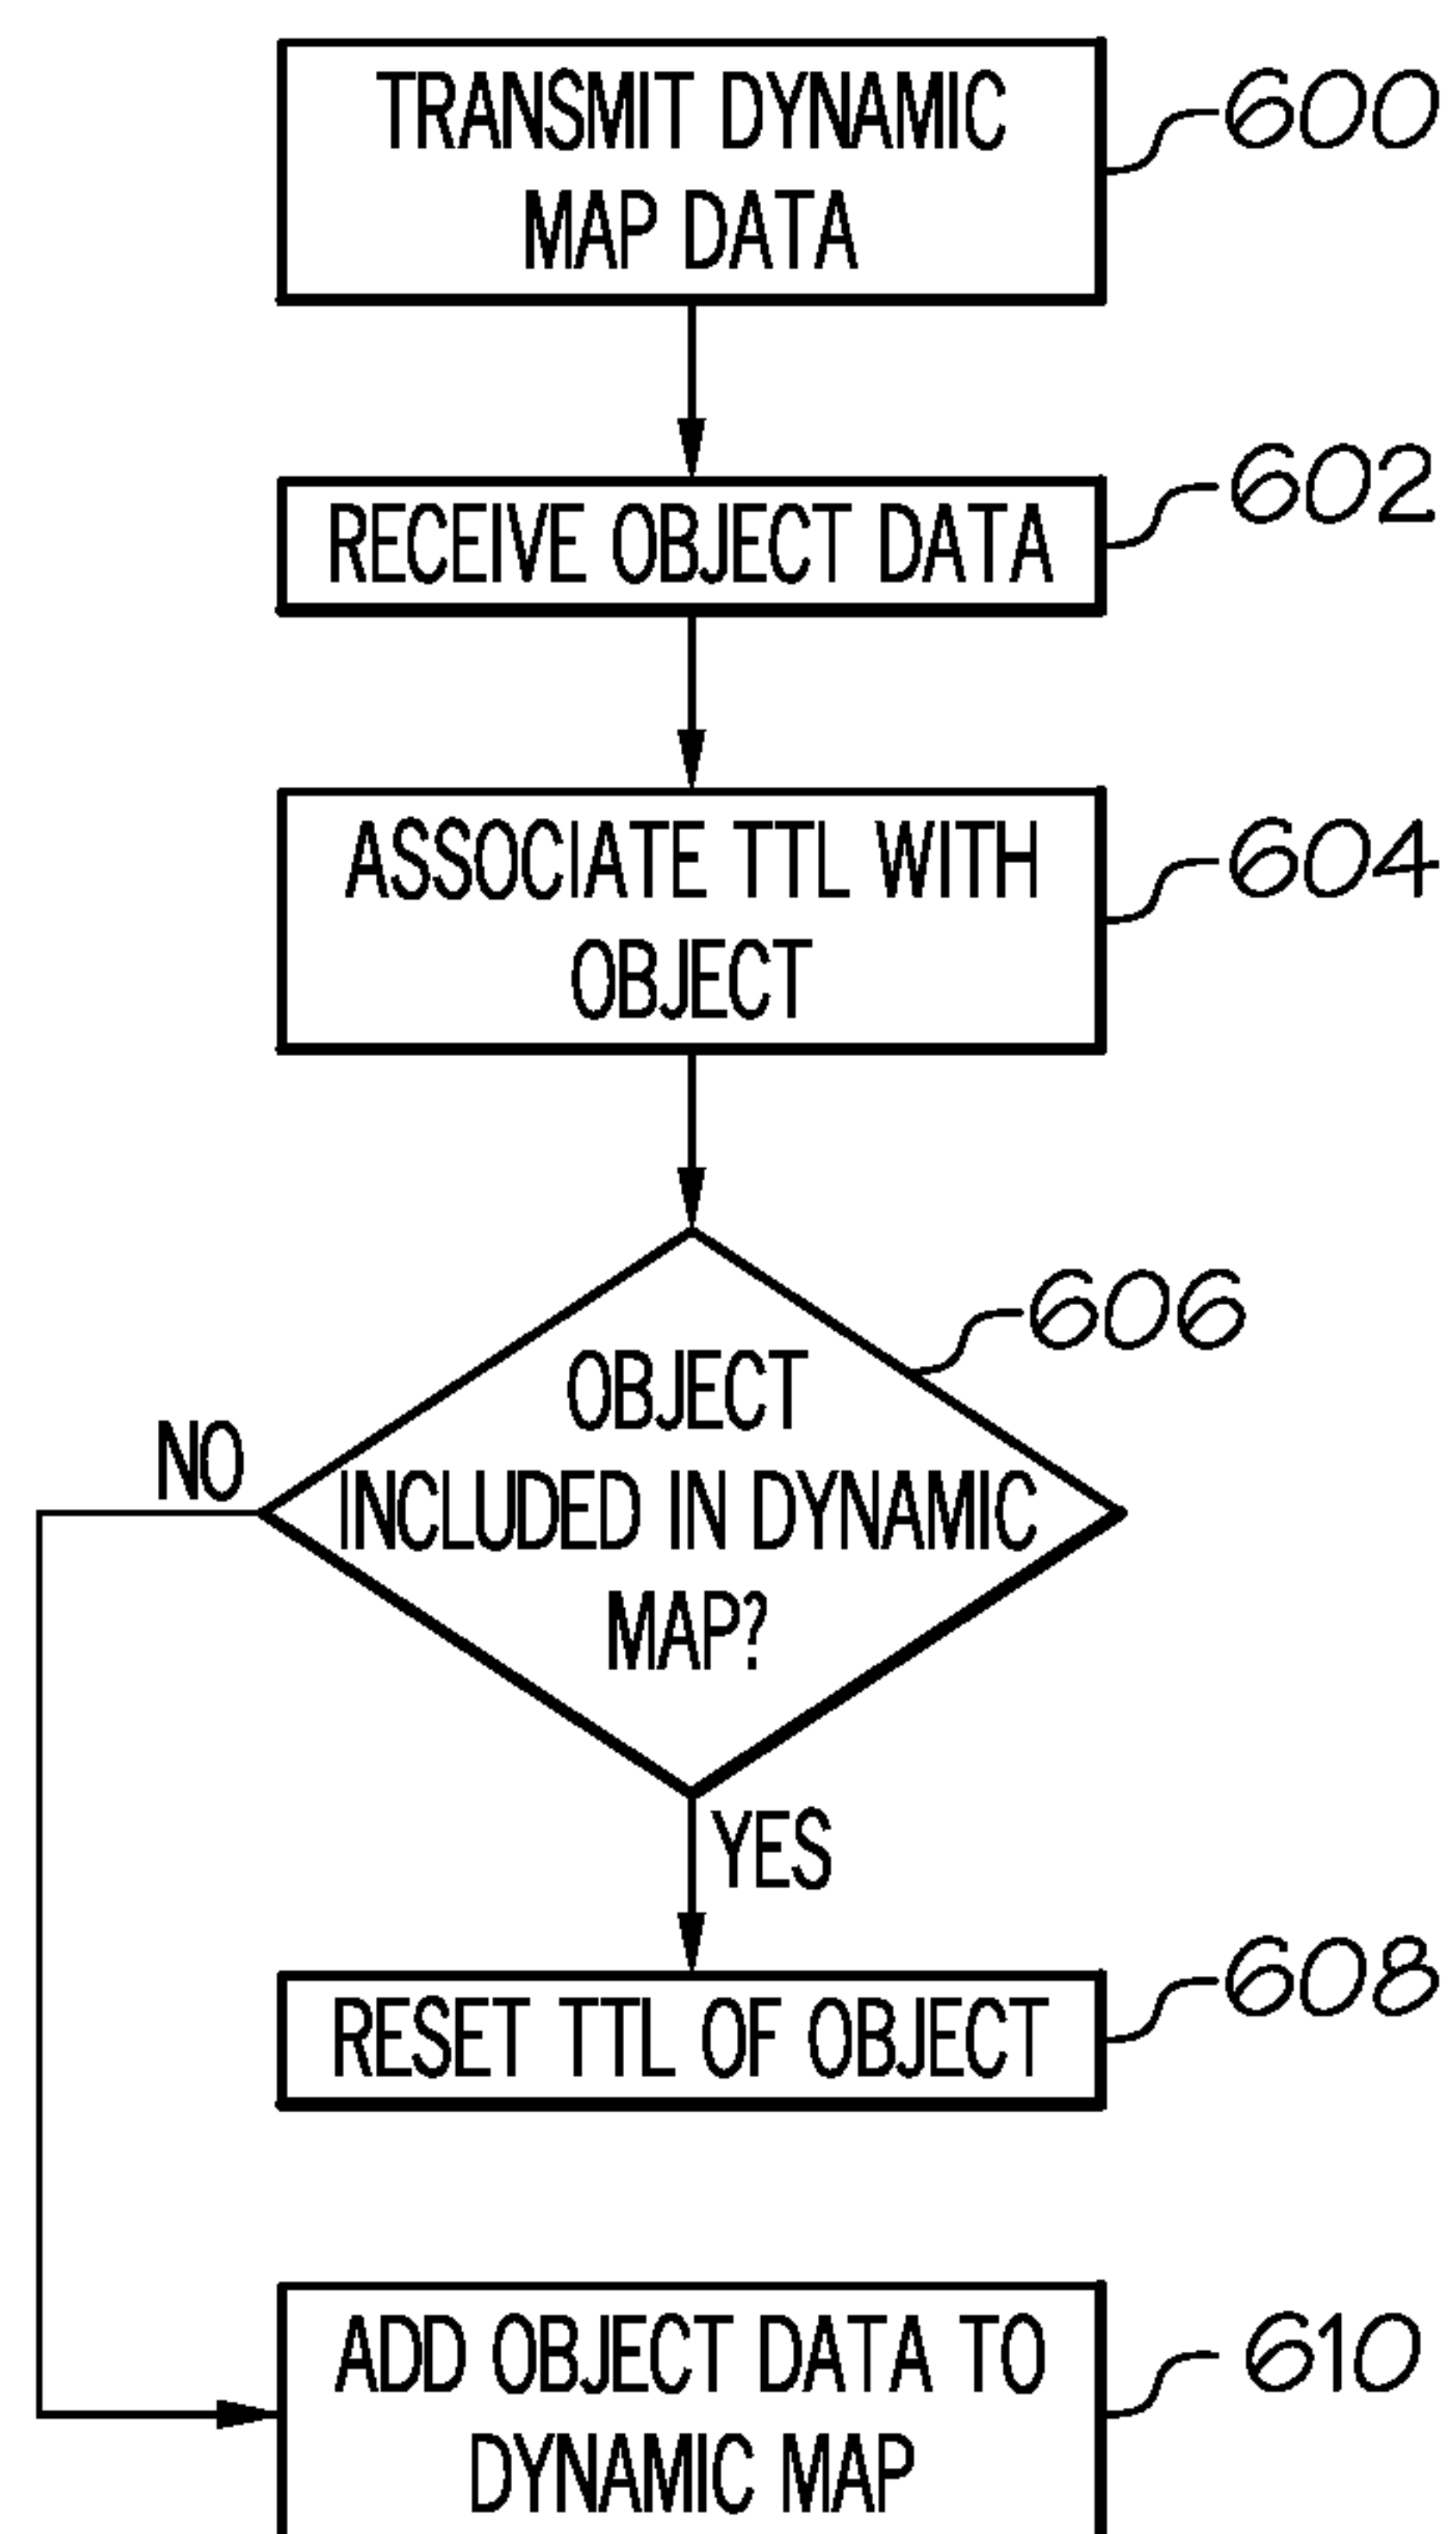 TRANSMIT DYNAMIC
MAP DATA
600
RECEIVE OBJECT DATA
602
ASSOCIATE TTL WITH
OBJECT
604
OBJECT
INCLUDED IN DYNAMIC
MAP?
606
NO
YES
RESET TTL OF OBJECT
608
ADD OBJECT DATA TO
DYNAMIC MAP
610